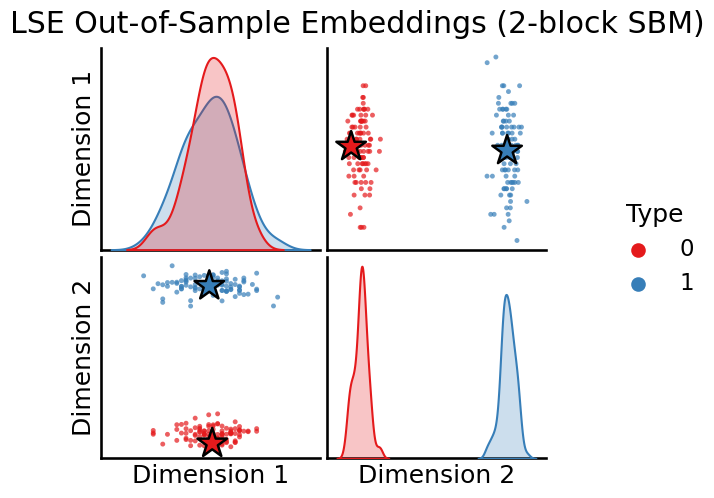 LSE Out-of-Sample Embeddings (2-block SBM)
Dimension 1
Dimension 2
Dimension 1
Dimension 2
Type
0
1